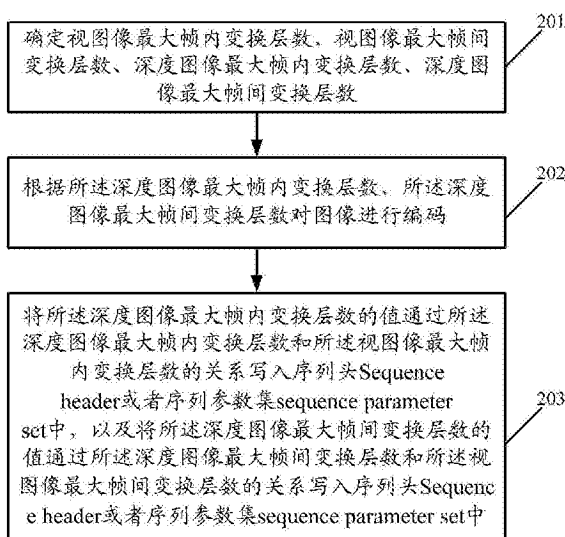 确定视图像最大帧内变换层数、视图像最大帧间
变换层数、深度图像最大帧内变换层数、深度图
像最大帧间变换层数
201
根据所述深度图像最大帧内变换层数、所述深度
图像最大帧间变换层数对图像进行编码
202
将所述深度图像最大帧内变换层数的值通过所述
深度图像最大帧内变换层数和所述视图像最大帧
内变换层数的关系写入序列头Sequence
header或者序列参数集sequence parameter
set中，以及将所述深度图像最大帧间变换层数的
值通过所述深度图像最大帧间变换层数和所述视
图像最大帧间变换层数的关系写入序列头Sequenc
e header或者序列参数集sequence parameter set中
203